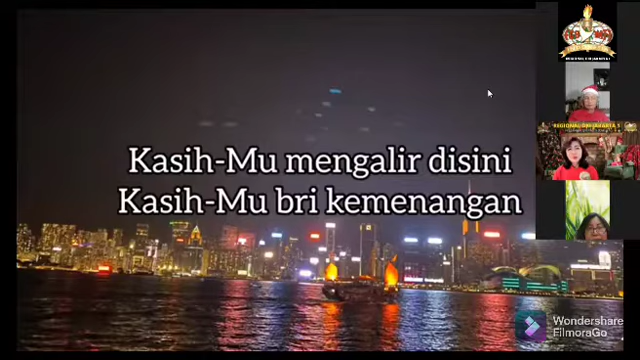 Kasih-Mu mengalir disini
Kasih-Mu bri kemenangan
Wondershare
FilmoraGo